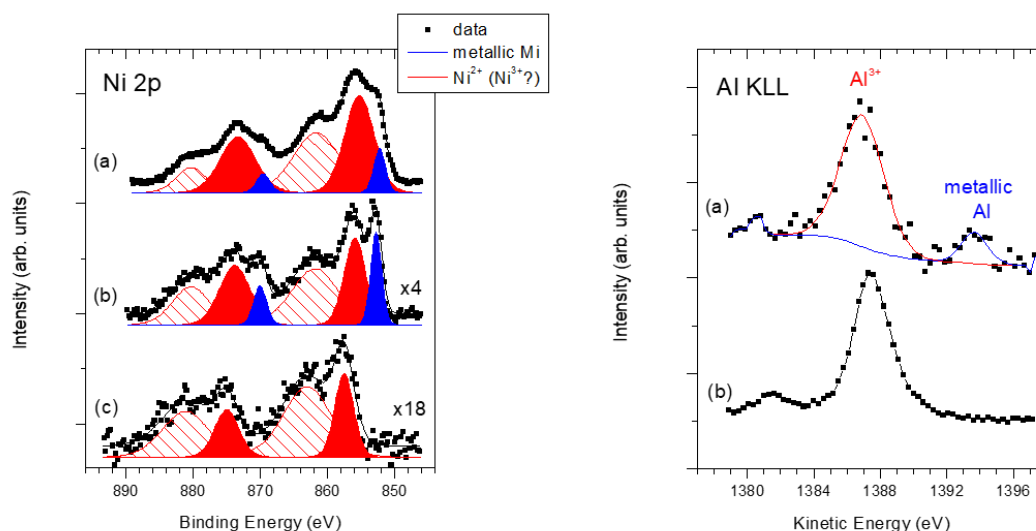 data
metallic Mi
Ni2+ (Ni3+?)
Ni 2p
(a)
(b)
x4
(c)
x18
890 880 870 860 850
Binding Energy (eV)
Intensity (arb. units)
Al KLL
Al3+
metallic
Al
(a)
(b)
1380 1384 1388 1392 1396
Kinetic Energy (eV)
Intensity (arb. units)